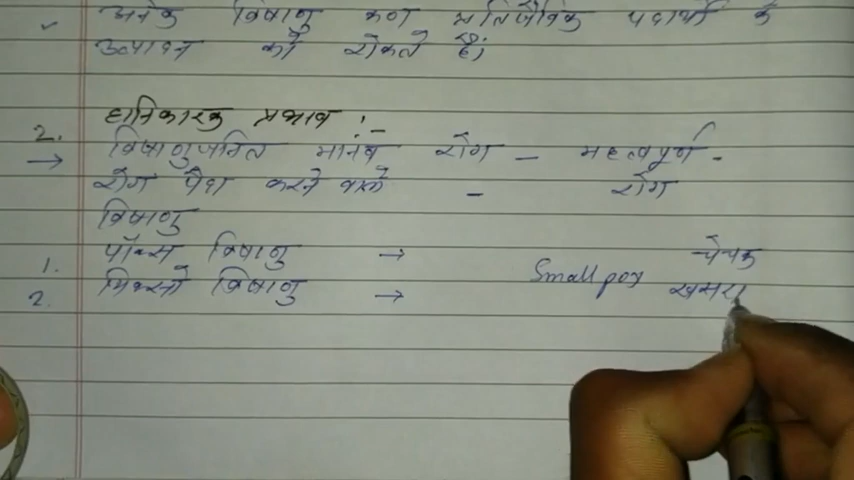 अनेक विषाणु कण प्रतिजैविक पदार्थों के
उत्पादन को रोकते हैं।
2. हानिकारक प्रभाव :-
→ विषाणुजनित मानव रोग - महत्वपूर्ण -
रोग पैदा करने वाले - रोग
विषाणु
1. पॉक्स विषाणु → Small pox चेचक
2. मिक्सो विषाणु → खसरा